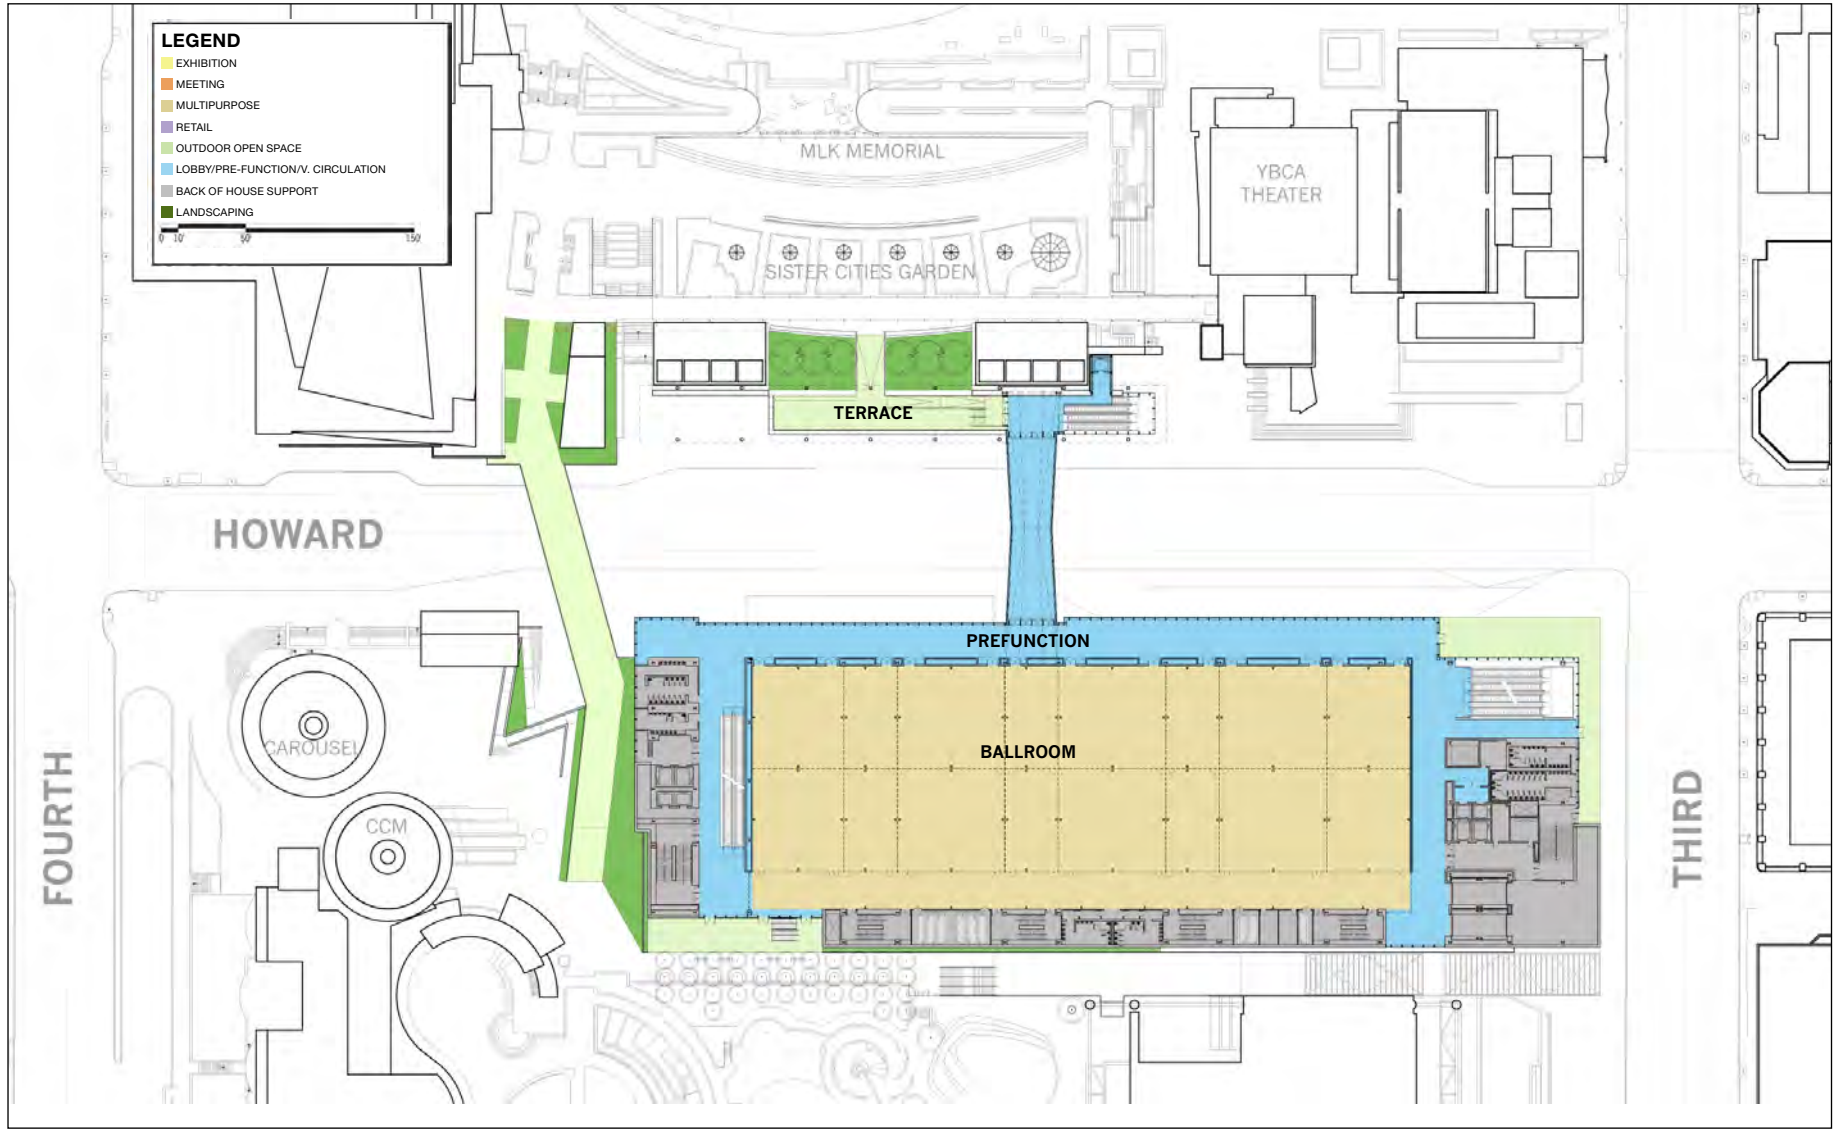 LEGEND
EXHIBITION
MEETING
MULTIPURPOSE
RETAIL
OUTDOOR OPEN SPACE
LOBBY/PRE-FUNCTION/V. CIRCULATION
BACK OF HOUSE SUPPORT
LANDSCAPING
0 10' 50' 150'
MLK MEMORIAL
YBCA
THEATER
SISTER CITIES GARDEN
TERRACE
HOWARD
PREFUNCTION
CAROUSEL
BALLROOM
CCM
FOURTH
THIRD